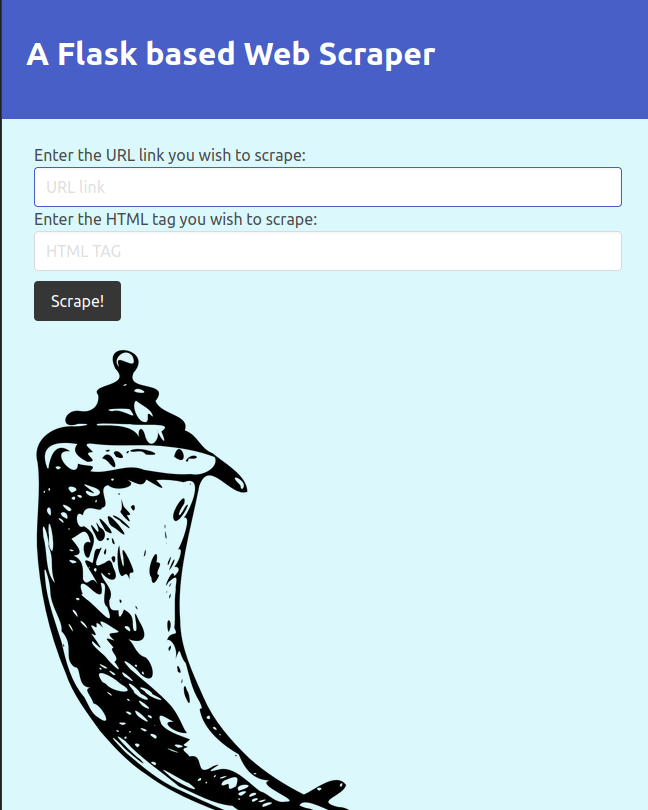 A Flask based Web Scraper
Enter the URL link you wish to scrape:
URL link
Enter the HTML tag you wish to scrape:
HTML TAG
Scrape!